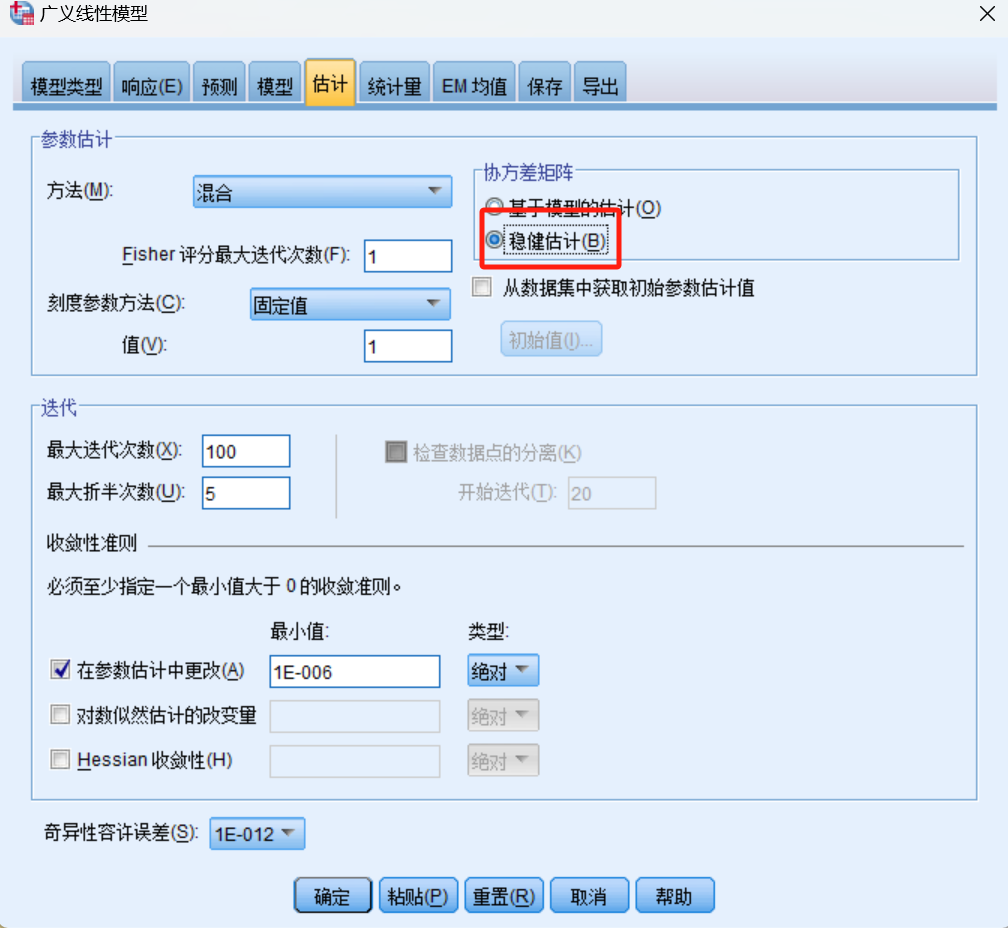 广义线性模型
模型类型 响应(E) 预测 模型 估计 统计量 EM 均值 保存 导出
参数估计
方法(M): 混合
Fisher 评分最大迭代次数(F): 1
刻度参数方法(C): 固定值
值(V): 1
协方差矩阵
基于模型的估计(O)
稳健估计(B)
从数据集中获取初始参数估计值
初始值(I)...
迭代
最大迭代次数(X): 100
最大折半次数(U): 5
检查数据点的分离(K)
开始迭代(T): 20
收敛性准则
必须至少指定一个最小值大于 0 的收敛准则。
最小值: 类型:
在参数估计中更改(A) 1E-006 绝对
对数似然估计的改变量 绝对
Hessian 收敛性(H) 绝对
奇异性容许误差(S): 1E-012
确定 粘贴(P) 重置(R) 取消 帮助